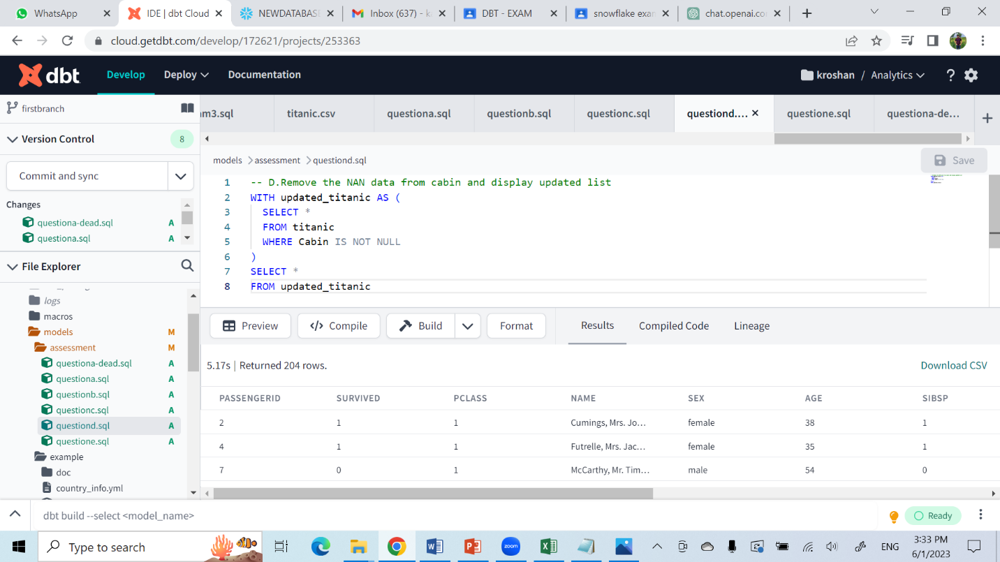 WhatsApp
IDE | dbt Cloud
NEWDATABASE
Inbox (637) - k
DBT - EXAM
snowflake exam
chat.openai.co
cloud.getdbt.com/develop/172621/projects/253363
dbt
Develop
Deploy
Documentation
kroshan / Analytics
firstbranch
m3.sql
titanic.csv
questiona.sql
questionb.sql
questionc.sql
questiond....
questione.sql
questiona-de...
Version Control
8
Commit and sync
Changes
questiona-dead.sql A
questiona.sql A
models > assessment > questiond.sql
Save
1 -- D.Remove the NAN data from cabin and display updated list
2 WITH updated_titanic AS (
3 SELECT *
4 FROM titanic
5 WHERE Cabin IS NOT NULL
6 )
7 SELECT *
8 FROM updated_titanic
File Explorer
logs
macros
models M
assessment M
questiona-dead.sql A
questiona.sql A
questionb.sql A
questionc.sql A
questiond.sql A
questione.sql A
example
doc
country_info.yml
Preview
</> Compile
Build
Format
Results
Compiled Code
Lineage
5.17s | Returned 204 rows.
Download CSV
PASSENGERID SURVIVED PCLASS NAME SEX AGE SIBSP
2 1 1 Cumings, Mrs. Jo... female 38 1
4 1 1 Futrelle, Mrs. Jac... female 35 1
7 0 1 McCarthy, Mr. Tim... male 54 0
dbt build --select <model_name>
Ready
Type to search
zoom
ENG
3:33 PM
6/1/2023